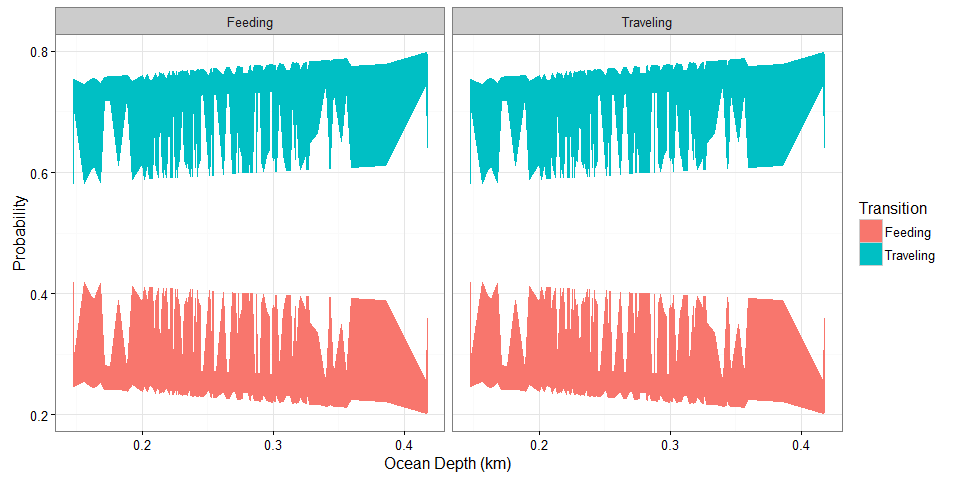 Feeding Traveling
0.8
0.6
0.4
0.2
Probability
0.2 0.3 0.4 0.2 0.3 0.4
Ocean Depth (km)
Transition
Feeding
Traveling